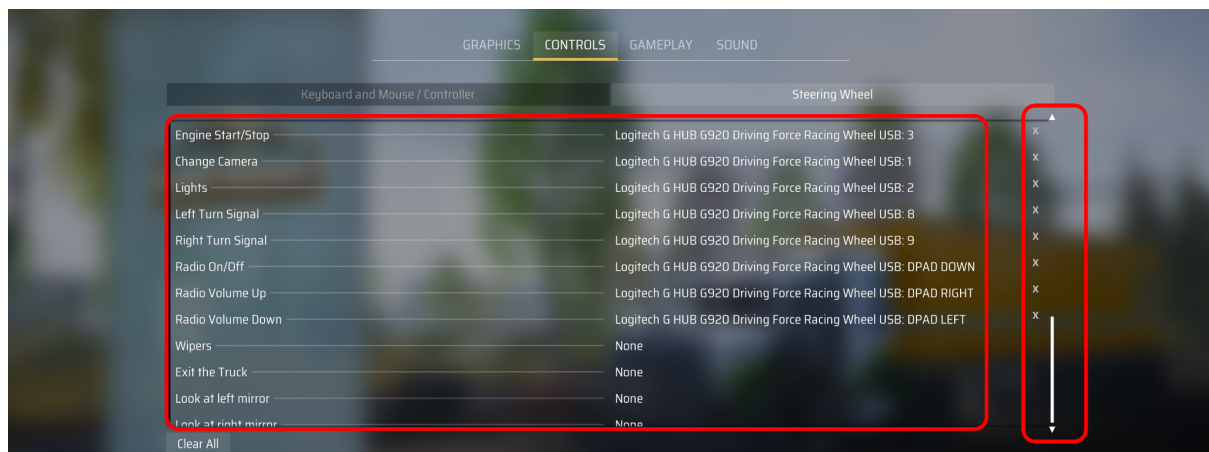 GRAPHICS CONTROLS GAMEPLAY SOUND
Keyboard and Mouse / Controller Steering Wheel
Engine Start/Stop Logitech G HUB G920 Driving Force Racing Wheel USB: 3 X
Change Camera Logitech G HUB G920 Driving Force Racing Wheel USB: 1 X
Lights Logitech G HUB G920 Driving Force Racing Wheel USB: 2 X
Left Turn Signal Logitech G HUB G920 Driving Force Racing Wheel USB: 8 X
Right Turn Signal Logitech G HUB G920 Driving Force Racing Wheel USB: 9 X
Radio On/Off Logitech G HUB G920 Driving Force Racing Wheel USB: DPAD DOWN X
Radio Volume Up Logitech G HUB G920 Driving Force Racing Wheel USB: DPAD RIGHT X
Radio Volume Down Logitech G HUB G920 Driving Force Racing Wheel USB: DPAD LEFT X
Wipers None
Exit the Truck None
Look at left mirror None
Look at right mirror None
Clear All